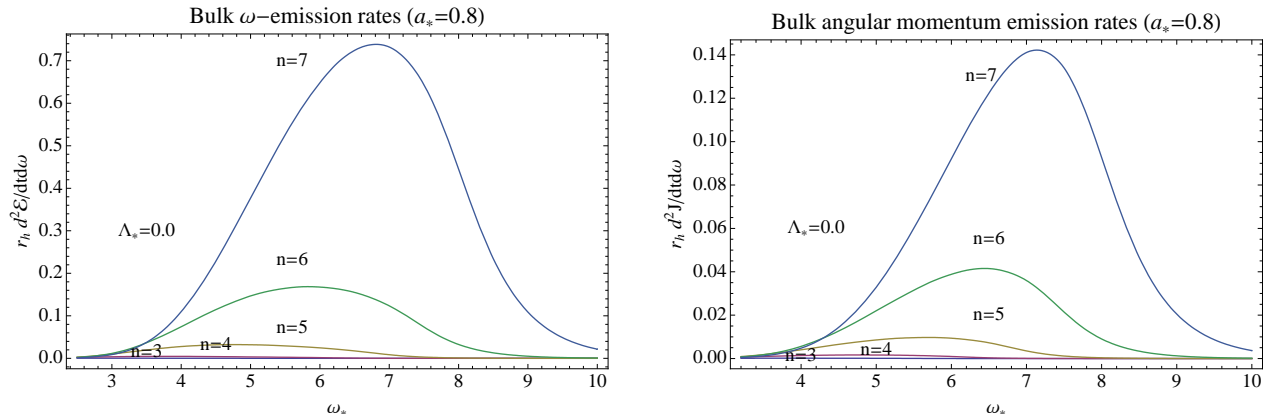 Bulk ω−emission rates (a*=0.8)
0.7
0.6
0.5
0.4
0.3
0.2
0.1
0.0
r_h d²ℰ/dtdω
n=7
Λ*=0.0
n=6
n=5
n=4
n=3
3 4 5 6 7 8 9 10
ω*
Bulk angular momentum emission rates (a*=0.8)
0.14
0.12
0.10
0.08
0.06
0.04
0.02
0.00
r_h d²J/dtdω
n=7
Λ*=0.0
n=6
n=5
n=4
n=3
4 5 6 7 8 9 10
ω*